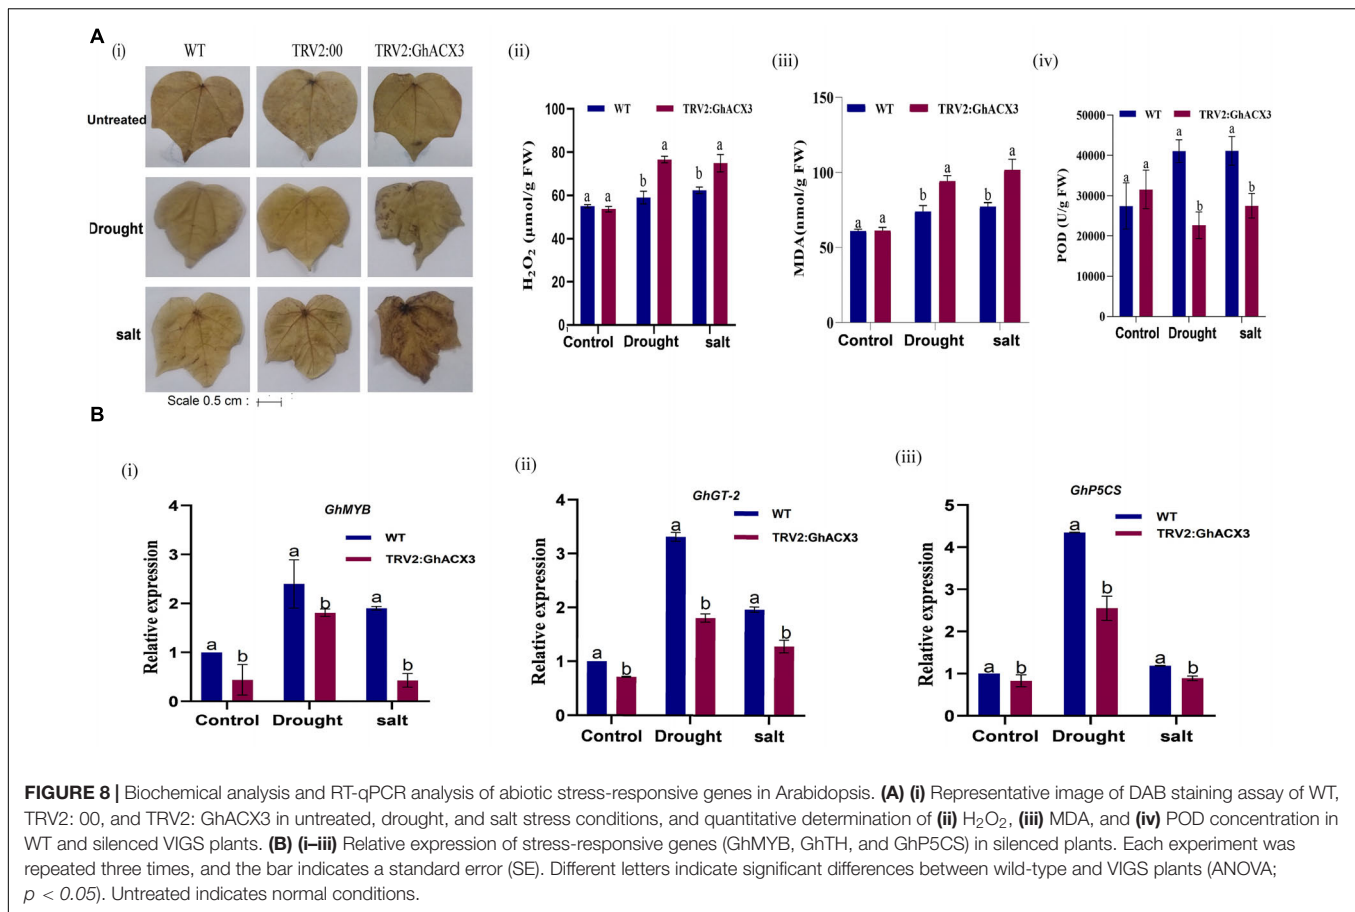 A
(i)
WT
TRV2:00
TRV2:GhACX3
Untreated
Drought
salt
Scale 0.5 cm :
(ii)
H2O2 (µmol/g FW)
100
80
60
40
20
0
WT
TRV2:GhACX3
a
a
b
a
b
a
Control
Drought
salt
(iii)
MDA(nmol/g FW)
150
100
50
0
WT
TRV2:GhACX3
a
a
b
a
b
a
Control
Drought
salt
(iv)
POD (U/g FW)
50000
40000
30000
20000
10000
0
WT
TRV2:GhACX3
a
a
a
b
a
b
Control
Drought
salt
B
(i)
GhMYB
Relative expression
4
3
2
1
0
WT
TRV2:GhACX3
a
b
a
b
a
b
Control
Drought
salt
(ii)
GhGT-2
Relative expression
4
3
2
1
0
WT
TRV2:GhACX3
a
b
a
b
a
b
Control
Drought
salt
(iii)
GhP5CS
Relative expression
5
4
3
2
1
0
WT
TRV2:GhACX3
a
b
a
b
a
b
Control
Drought
salt
FIGURE 8 | Biochemical analysis and RT-qPCR analysis of abiotic stress-responsive genes in Arabidopsis. (A) (i) Representative image of DAB staining assay of WT,
TRV2: 00, and TRV2: GhACX3 in untreated, drought, and salt stress conditions, and quantitative determination of (ii) H2O2, (iii) MDA, and (iv) POD concentration in
WT and silenced VIGS plants. (B) (i–iii) Relative expression of stress-responsive genes (GhMYB, GhTH, and GhP5CS) in silenced plants. Each experiment was
repeated three times, and the bar indicates a standard error (SE). Different letters indicate significant differences between wild-type and VIGS plants (ANOVA;
p < 0.05). Untreated indicates normal conditions.